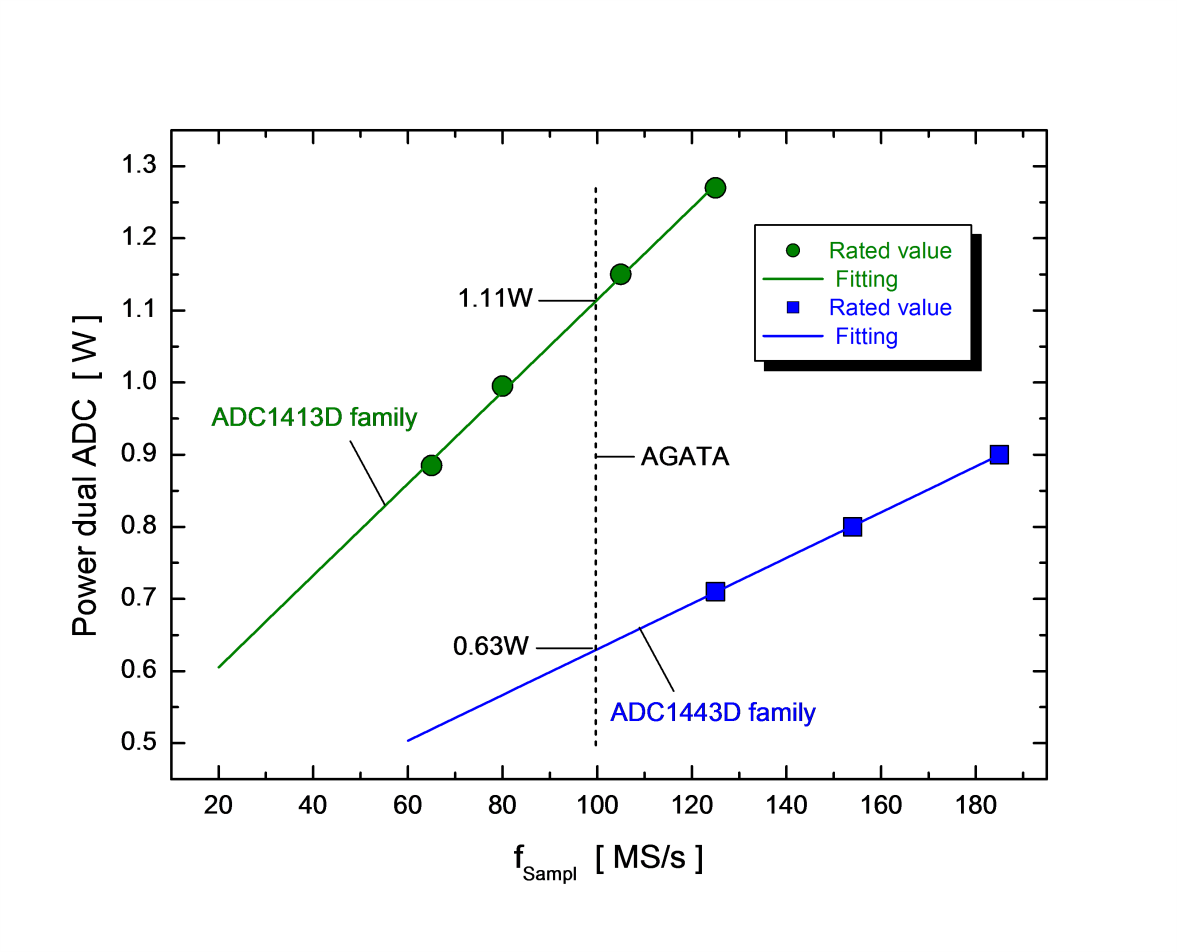 1.3
1.2
1.1
1.0
0.9
0.8
0.7
0.6
0.5
Power dual ADC [ W ]
Rated value
Fitting
Rated value
Fitting
1.11W
ADC1413D family
AGATA
0.63W
ADC1443D family
20 40 60 80 100 120 140 160 180
fSampl [ MS/s ]